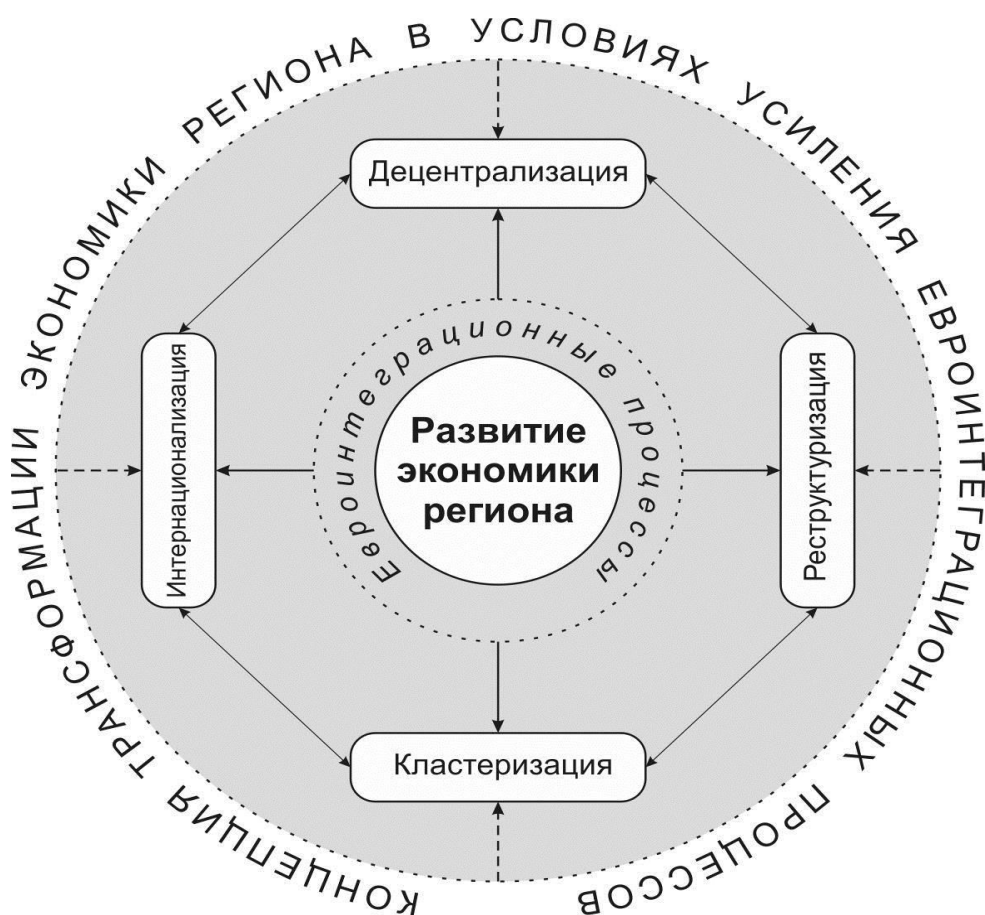 КОНЦЕПЦИЯ ТРАНСФОРМАЦИИ ЭКОНОМИКИ РЕГИОНА В УСЛОВИЯХ УСИЛЕНИЯ ЕВРОИНТЕГРАЦИОННЫХ ПРОЦЕССОВ
Децентрализация
Интернационализация
Евроинтеграционные процессы
Развитие
экономики
региона
Реструктуризация
Кластеризация